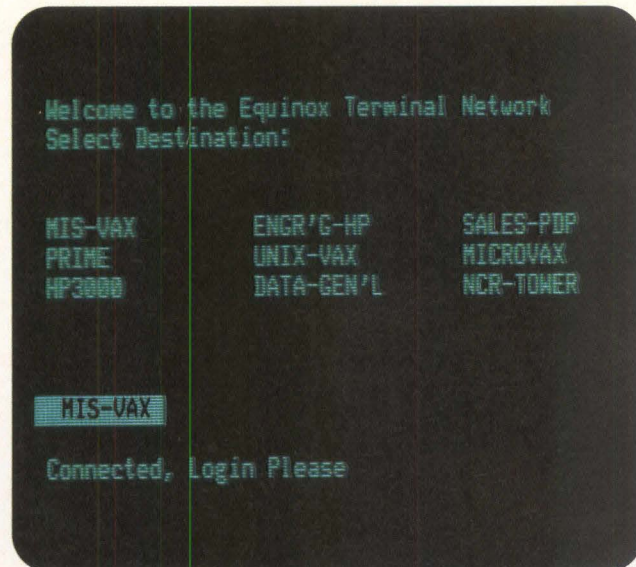 Welcome to the Equinox Terminal Network
Select Destination:
MIS-VAX ENGR'G-HP SALES-PDP
PRIME UNIX-VAX MICROVAX
HP3000 DATA-GEN'L NCR-TOWER
MIS-VAX
Connected, Login Please